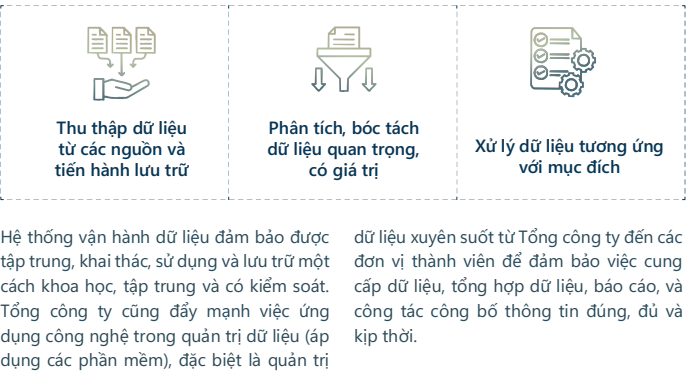 Thu thập dữ liệu
từ các nguồn và
tiến hành lưu trữ
Phân tích, bóc tách
dữ liệu quan trọng,
có giá trị
Xử lý dữ liệu tương ứng
với mục đích
Hệ thống vận hành dữ liệu đảm bảo được
tập trung, khai thác, sử dụng và lưu trữ một
cách khoa học, tập trung và có kiểm soát.
Tổng công ty cũng đẩy mạnh việc ứng
dụng công nghệ trong quản trị dữ liệu (áp
dụng các phần mềm), đặc biệt là quản trị
dữ liệu xuyên suốt từ Tổng công ty đến các
đơn vị thành viên để đảm bảo việc cung
cấp dữ liệu, tổng hợp dữ liệu, báo cáo, và
công tác công bố thông tin đúng, đủ và
kịp thời.